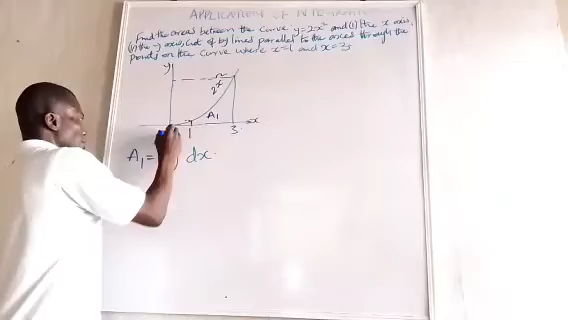 APPLICATION of INTEGRATION
Find the areas between the curve y=2x² and (i) the x axis,
(ii) the y axis, cut off by lines parallel to the axes through the
points on the curve where x=1 and x=3.
y
A₁
1
3
x
A₁= y dx